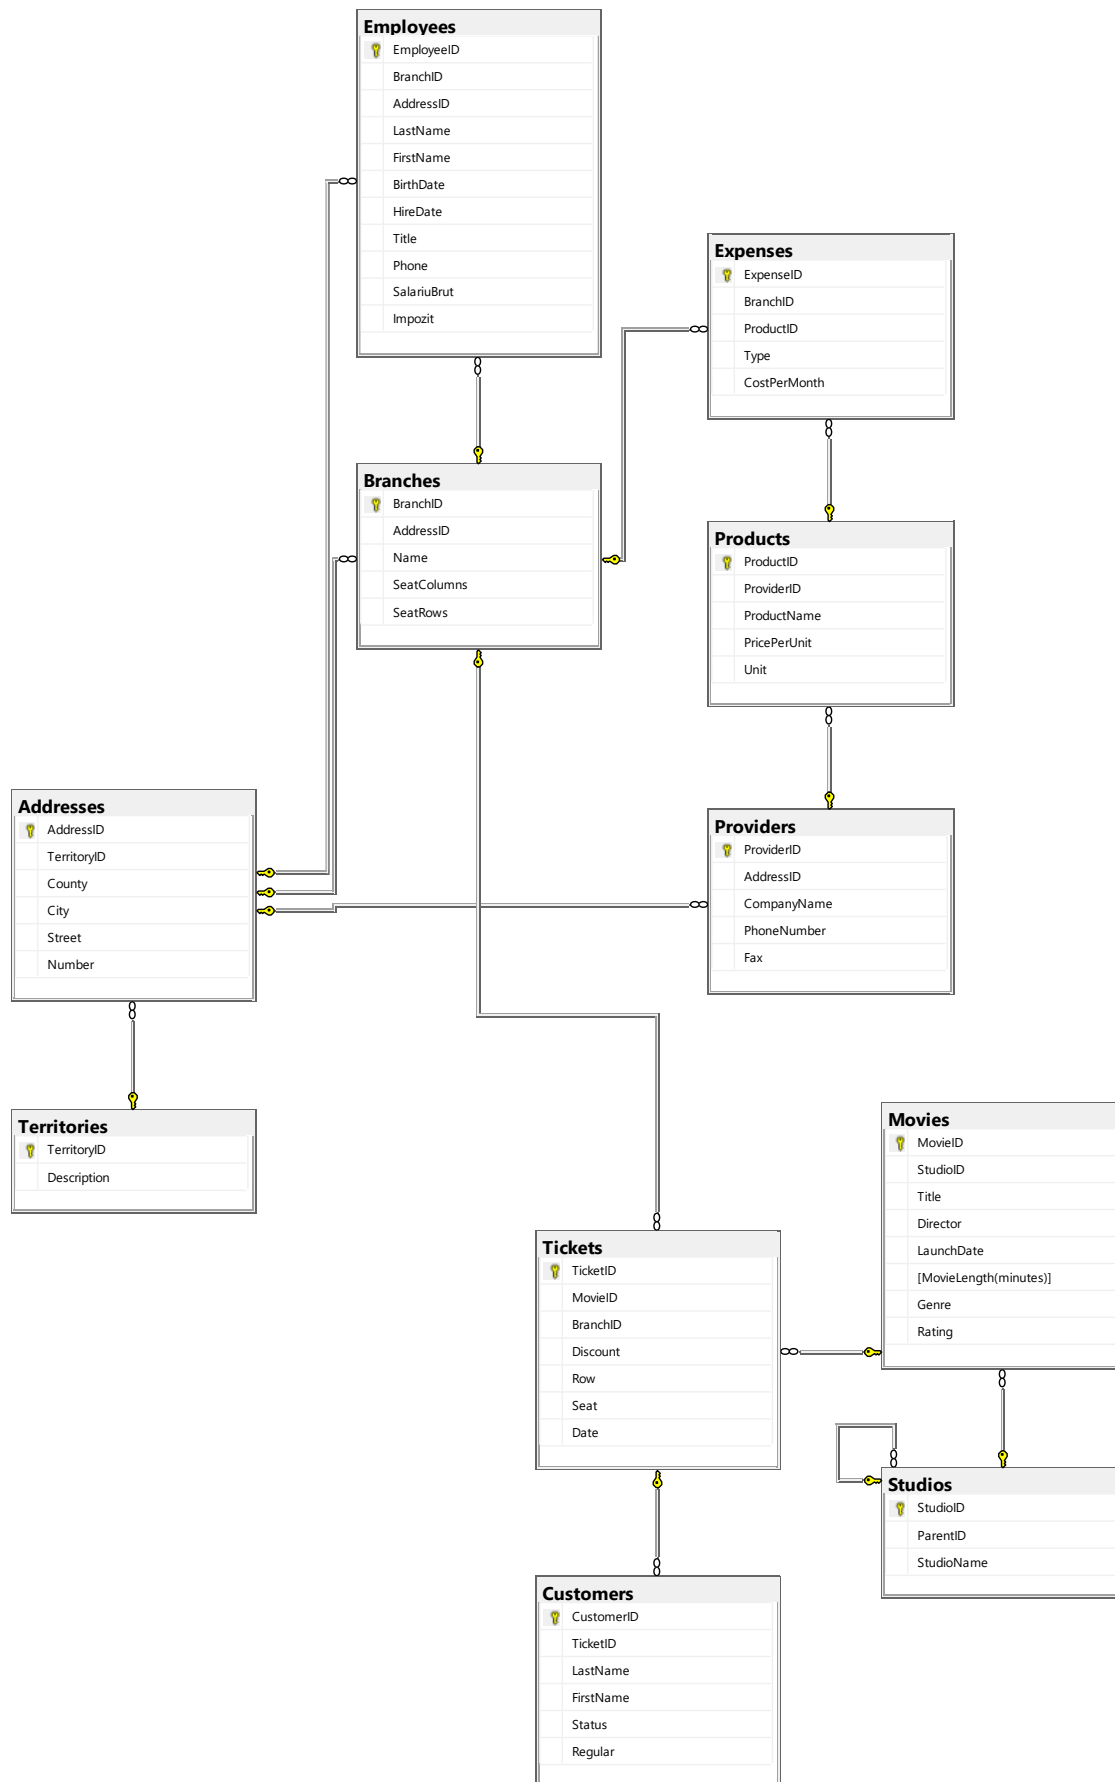 Employees
EmployeeID
BranchID
AddressID
LastName
FirstName
BirthDate
HireDate
Title
Phone
SalariuBrut
Impozit
Expenses
ExpenseID
BranchID
ProductID
Type
CostPerMonth
Branches
BranchID
AddressID
Name
SeatColumns
SeatRows
Products
ProductID
ProviderID
ProductName
PricePerUnit
Unit
Addresses
AddressID
TerritoryID
County
City
Street
Number
Providers
ProviderID
AddressID
CompanyName
PhoneNumber
Fax
Territories
TerritoryID
Description
Movies
MovieID
StudioID
Title
Director
LaunchDate
[MovieLength(minutes)]
Genre
Rating
Tickets
TicketID
MovieID
BranchID
Discount
Row
Seat
Date
Studios
StudioID
ParentID
StudioName
Customers
CustomerID
TicketID
LastName
FirstName
Status
Regular